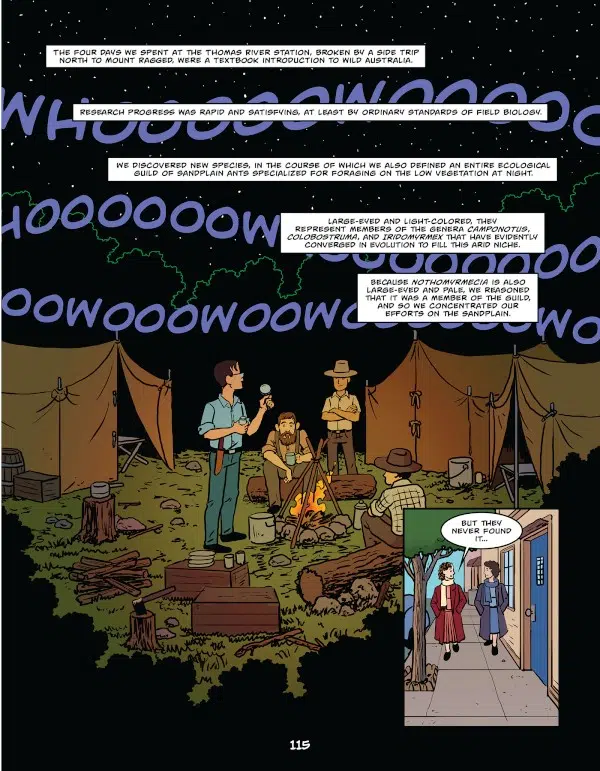 THE FOUR DAYS WE SPENT AT THE THOMAS RIVER STATION, BROKEN BY A SIDE TRIP
NORTH TO MOUNT RAGGED, WERE A TEXTBOOK INTRODUCTION TO WILD AUSTRALIA.
WHOOOOOOWOOOOO
RESEARCH PROGRESS WAS RAPID AND SATISFYING, AT LEAST BY ORDINARY STANDARDS OF FIELD BIOLOGY.
WE DISCOVERED NEW SPECIES, IN THE COURSE OF WHICH WE ALSO DEFINED AN ENTIRE ECOLOGICAL
GUILD OF SANDPLAIN ANTS SPECIALIZED FOR FORAGING ON THE LOW VEGETATION AT NIGHT.
LARGE-EYED AND LIGHT-COLORED, THEY
REPRESENT MEMBERS OF THE GENERA CAMPONOTUS,
COLOBOSTRUMA, AND IRIDOMYRMEX THAT HAVE EVIDENTLY
CONVERGED IN EVOLUTION TO FILL THIS ARID NICHE.
BECAUSE NOTHOMYRMECIA IS ALSO
LARGE-EYED AND PALE, WE REASONED
THAT IT WAS A MEMBER OF THE GUILD,
AND SO WE CONCENTRATED OUR
EFFORTS ON THE SANDPLAIN.
OOOWOOOWOOWOOWOOWOOOOOOOOWO
BUT THEY
NEVER FOUND
IT...
115